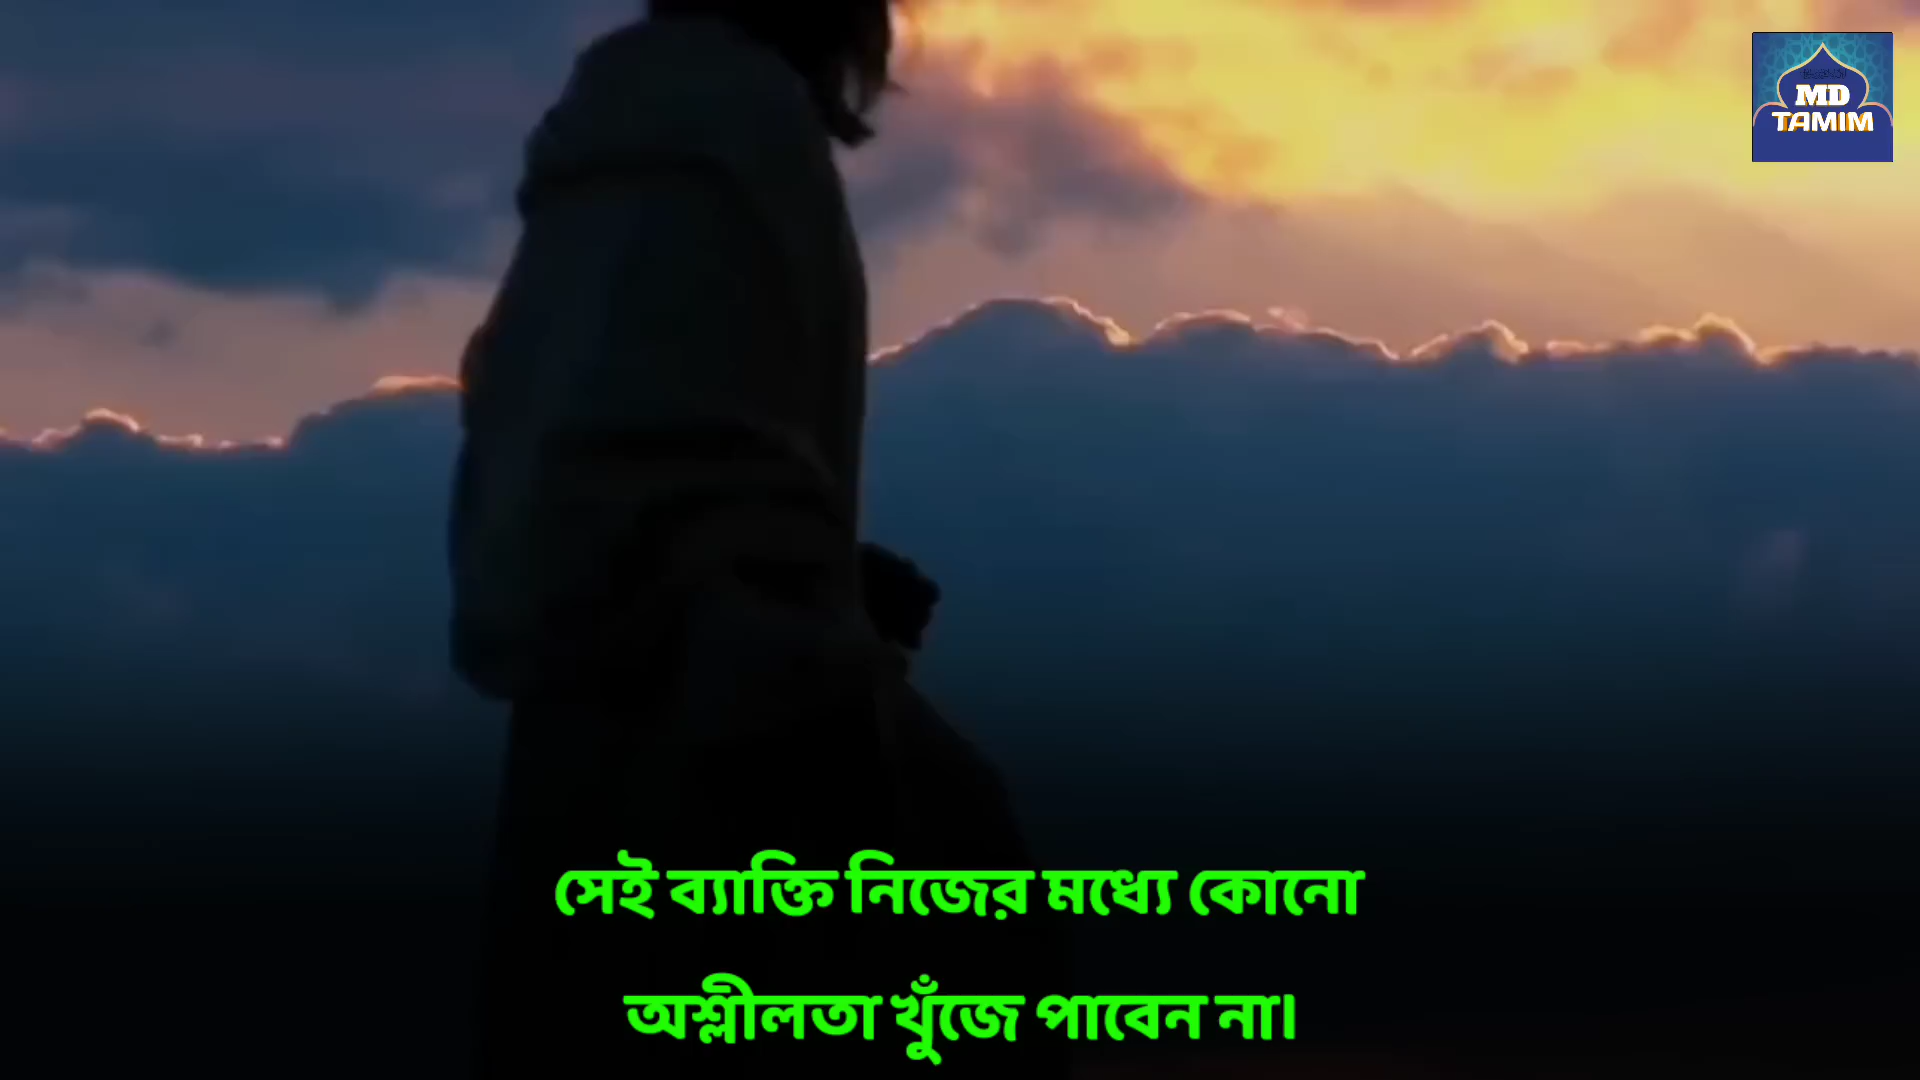 MD
TAMIM
সেই ব্যাক্তি নিজের মধ্যে কোনো
অশ্লীলতা খুঁজে পাবেন না।